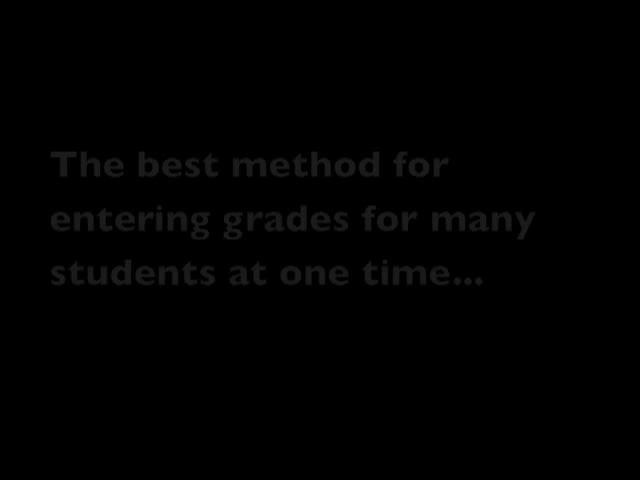 The best method for
entering grades for many
students at one time...